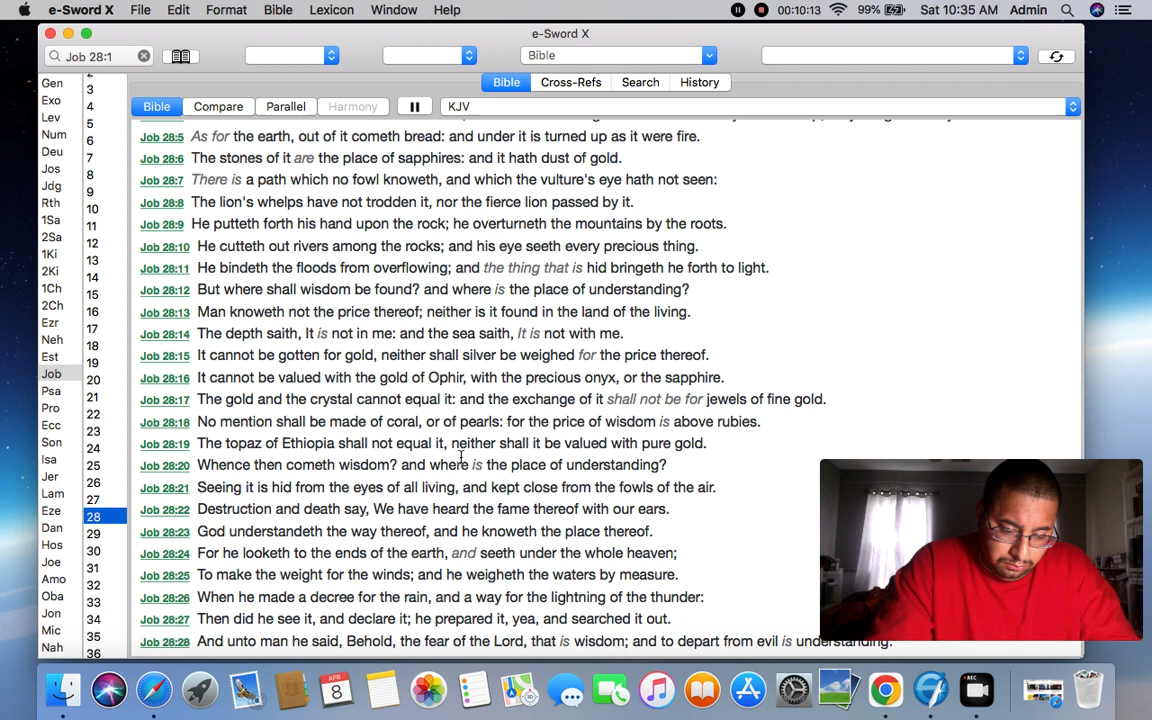 e-Sword X File Edit Format Bible Lexicon Window Help 00:10:13 99% Sat 10:35 AM Admin
e-Sword X
Job 28:1 Bible
Bible Cross-Refs Search History
Bible Compare Parallel Harmony KJV
Gen
Exo
Lev
Num
Deu
Jos
Jdg
Rth
1Sa
2Sa
1Ki
2Ki
1Ch
2Ch
Ezr
Neh
Est
Job
Psa
Pro
Ecc
Son
Isa
Jer
Lam
Eze
Dan
Hos
Joe
Amo
Oba
Jon
Mic
Nah
3
4
5
6
7
8
9
10
11
12
13
14
15
16
17
18
19
20
21
22
23
24
25
26
27
28
29
30
31
32
33
34
35
36
Job 28:5 As for the earth, out of it cometh bread: and under it is turned up as it were fire.
Job 28:6 The stones of it are the place of sapphires: and it hath dust of gold.
Job 28:7 There is a path which no fowl knoweth, and which the vulture's eye hath not seen:
Job 28:8 The lion's whelps have not trodden it, nor the fierce lion passed by it.
Job 28:9 He putteth forth his hand upon the rock; he overturneth the mountains by the roots.
Job 28:10 He cutteth out rivers among the rocks; and his eye seeth every precious thing.
Job 28:11 He bindeth the floods from overflowing; and the thing that is hid bringeth he forth to light.
Job 28:12 But where shall wisdom be found? and where is the place of understanding?
Job 28:13 Man knoweth not the price thereof; neither is it found in the land of the living.
Job 28:14 The depth saith, It is not in me: and the sea saith, It is not with me.
Job 28:15 It cannot be gotten for gold, neither shall silver be weighed for the price thereof.
Job 28:16 It cannot be valued with the gold of Ophir, with the precious onyx, or the sapphire.
Job 28:17 The gold and the crystal cannot equal it: and the exchange of it shall not be for jewels of fine gold.
Job 28:18 No mention shall be made of coral, or of pearls: for the price of wisdom is above rubies.
Job 28:19 The topaz of Ethiopia shall not equal it, neither shall it be valued with pure gold.
Job 28:20 Whence then cometh wisdom? and where is the place of understanding?
Job 28:21 Seeing it is hid from the eyes of all living, and kept close from the fowls of the air.
Job 28:22 Destruction and death say, We have heard the fame thereof with our ears.
Job 28:23 God understandeth the way thereof, and he knoweth the place thereof.
Job 28:24 For he looketh to the ends of the earth, and seeth under the whole heaven;
Job 28:25 To make the weight for the winds; and he weigheth the waters by measure.
Job 28:26 When he made a decree for the rain, and a way for the lightning of the thunder:
Job 28:27 Then did he see it, and declare it; he prepared it, yea, and searched it out.
Job 28:28 And unto man he said, Behold, the fear of the Lord, that is wisdom; and to depart from evil is understanding.
APR
8
REC